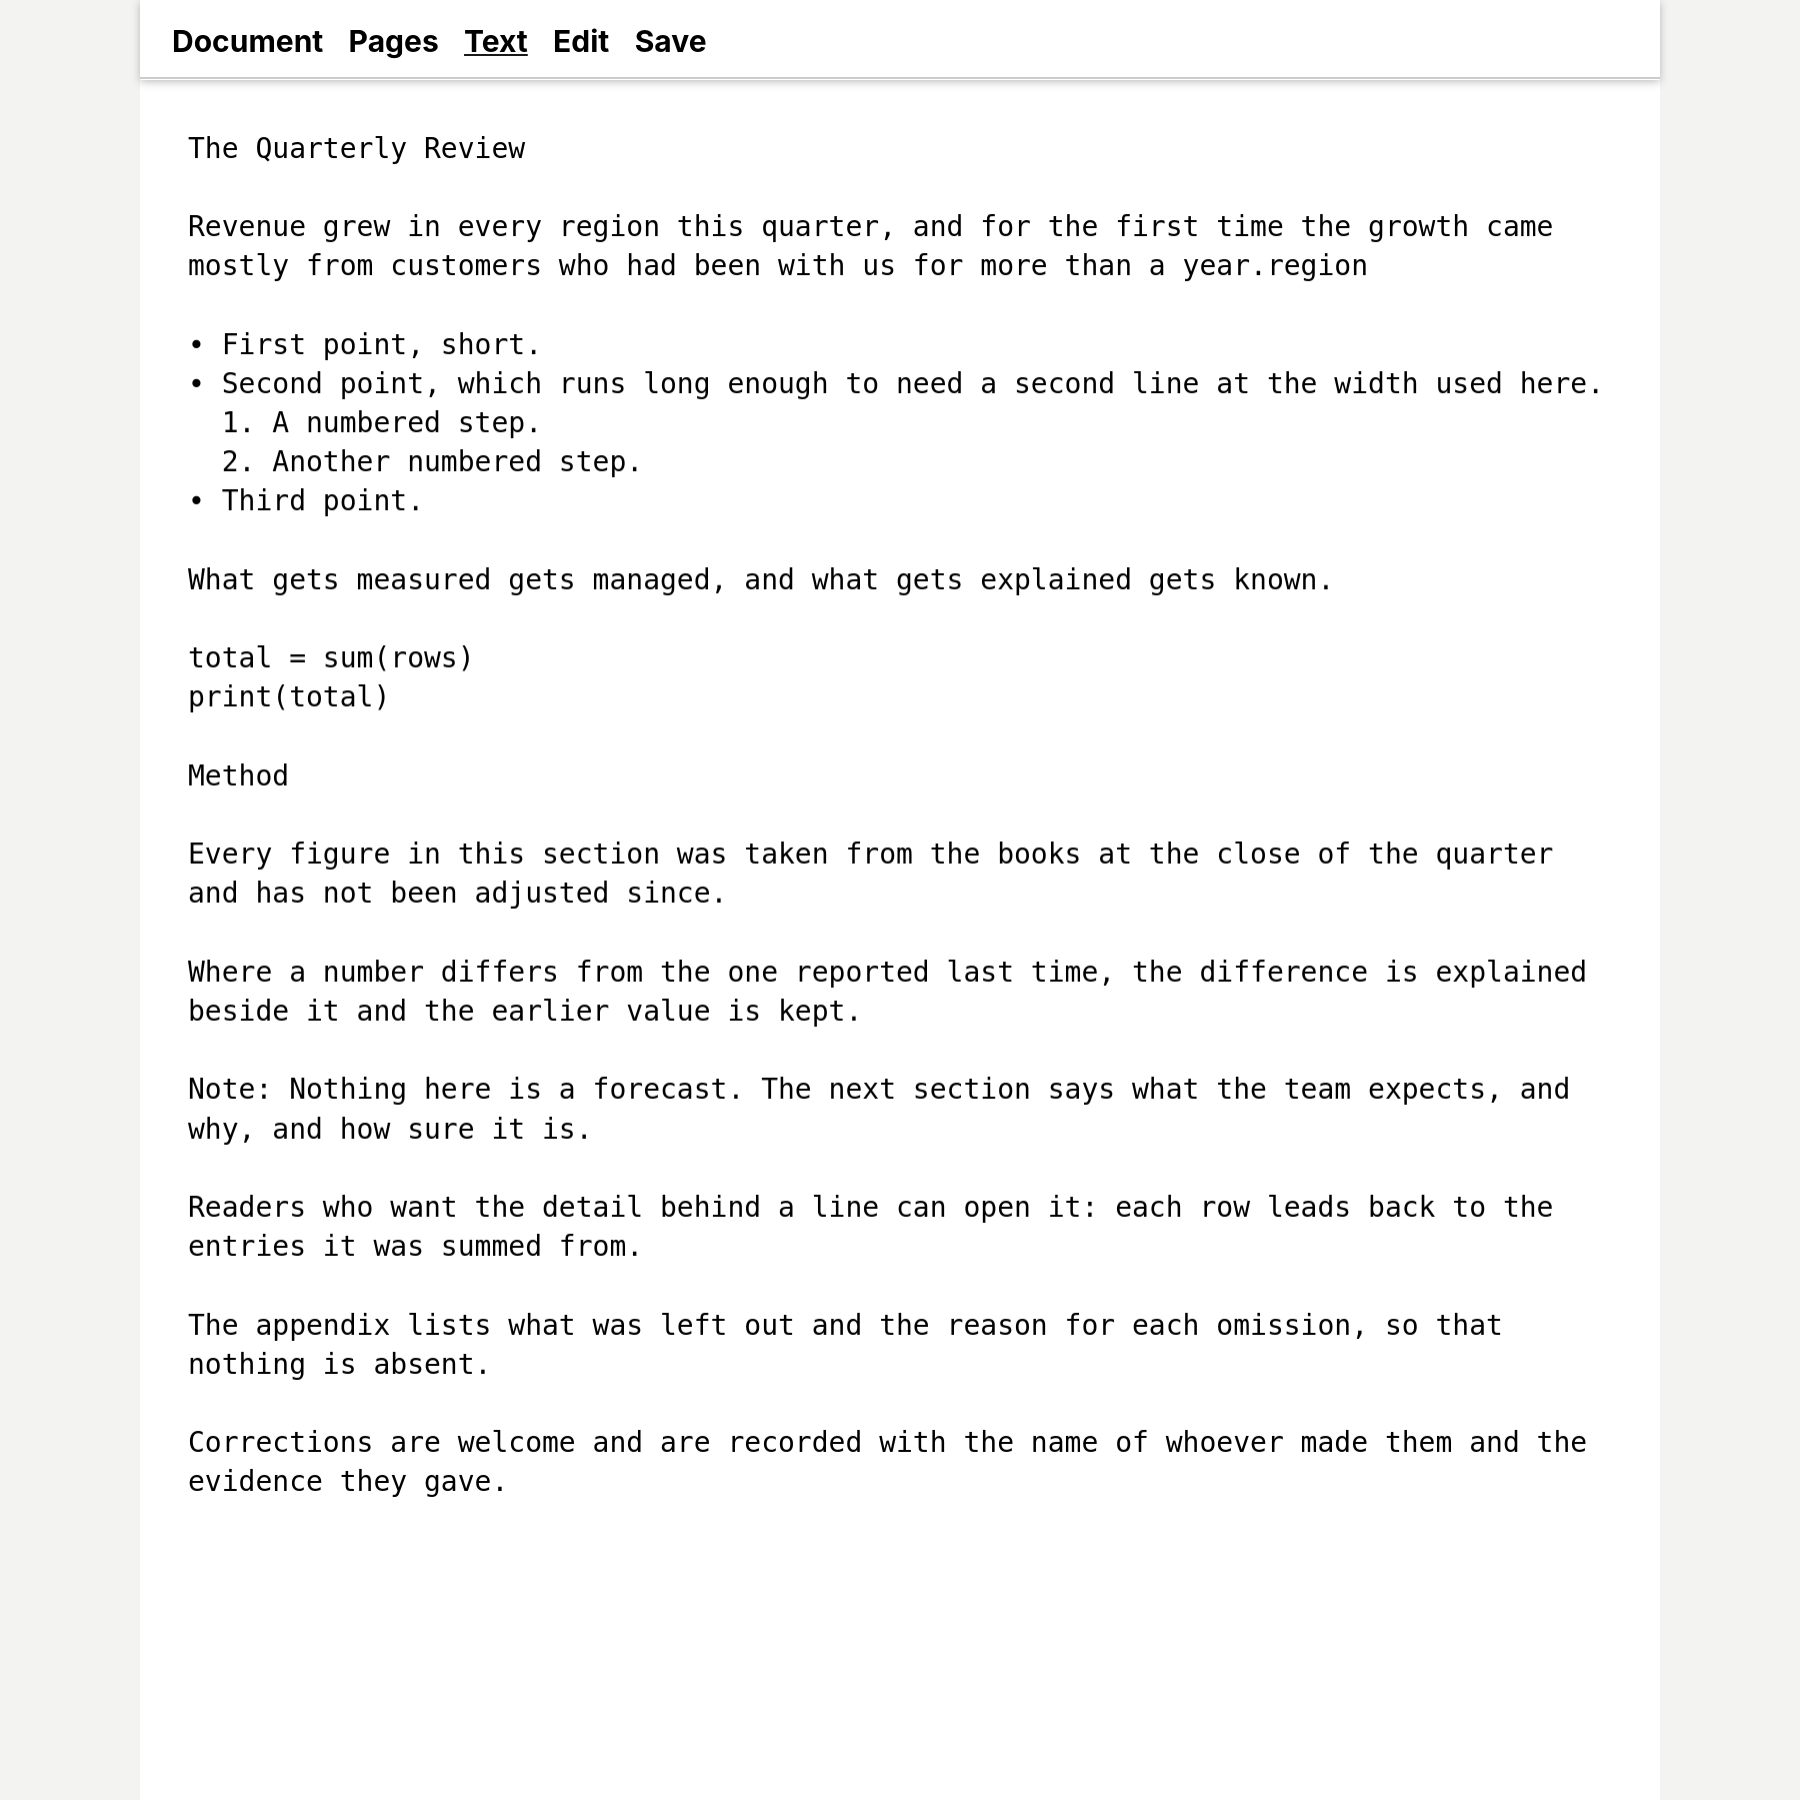 Document Pages Text Edit Save
The Quarterly Review
Revenue grew in every region this quarter, and for the first time the growth came
mostly from customers who had been with us for more than a year.region
• First point, short.
• Second point, which runs long enough to need a second line at the width used here.
1. A numbered step.
2. Another numbered step.
• Third point.
What gets measured gets managed, and what gets explained gets known.
total = sum(rows)
print(total)
Method
Every figure in this section was taken from the books at the close of the quarter
and has not been adjusted since.
Where a number differs from the one reported last time, the difference is explained
beside it and the earlier value is kept.
Note: Nothing here is a forecast. The next section says what the team expects, and
why, and how sure it is.
Readers who want the detail behind a line can open it: each row leads back to the
entries it was summed from.
The appendix lists what was left out and the reason for each omission, so that
nothing is absent.
Corrections are welcome and are recorded with the name of whoever made them and the
evidence they gave.